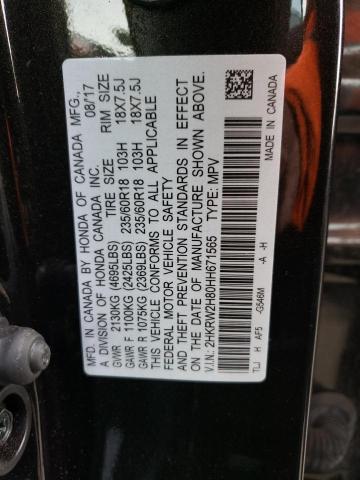 MFD. IN CANADA BY HONDA OF CANADA MFG., 08/17
A DIVISION OF HONDA CANADA INC.
TIRE SIZE RIM SIZE
GVWR 2130KG (4695LBS)
GAWR F 1100KG (2425LBS) 235/60R18 103H 18X7.5J
GAWR R 1075KG (2369LBS) 235/60R18 103H 18X7.5J
THIS VEHICLE CONFORMS TO ALL APPLICABLE
FEDERAL MOTOR VEHICLE SAFETY
AND THEFT PREVENTION STANDARDS IN EFFECT
ON THE DATE OF MANUFACTURE SHOWN ABOVE.
V.I.N: 2HKRW2H80HH671565 TYPE: MPV
MADE IN CANADA
-G546M -A -H
TLJ H AF5